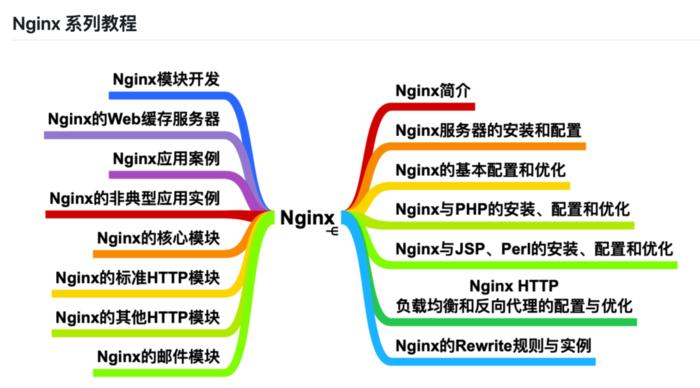 Nginx 系列教程
Nginx模块开发
Nginx的Web缓存服务器
Nginx应用案例
Nginx的非典型应用实例
Nginx的核心模块
Nginx的标准HTTP模块
Nginx的其他HTTP模块
Nginx的邮件模块
Nginx
Nginx简介
Nginx服务器的安装和配置
Nginx的基本配置和优化
Nginx与PHP的安装、配置和优化
Nginx与JSP、Perl的安装、配置和优化
Nginx HTTP
负载均衡和反向代理的配置与优化
Nginx的Rewrite规则与实例